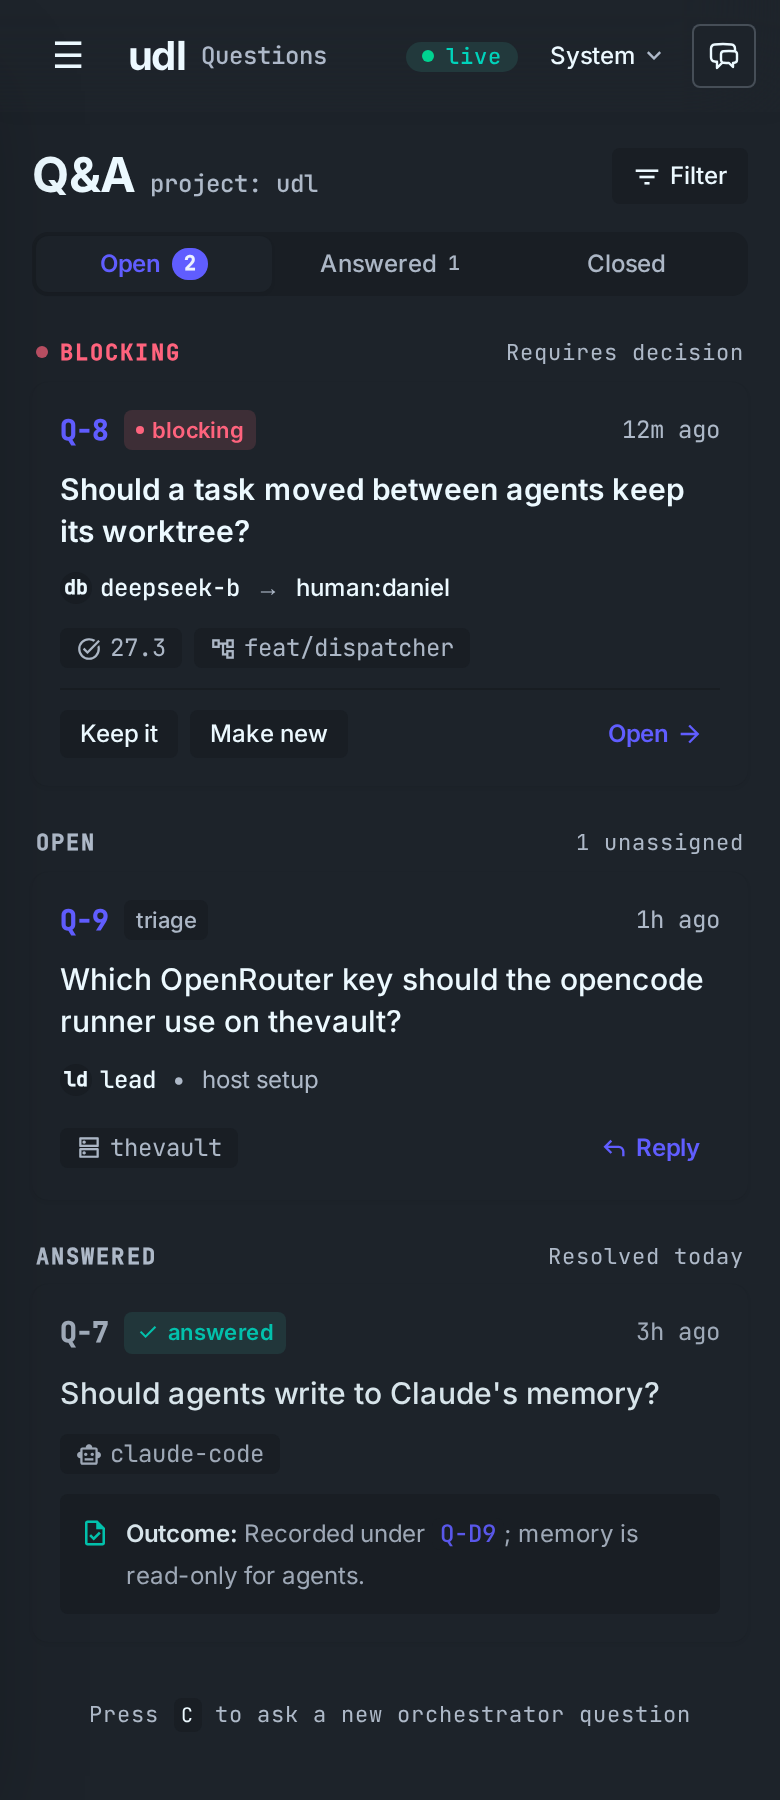 udl Questions live System
Q&A project: udl Filter
Open 2 Answered 1 Closed
BLOCKING Requires decision
Q-8 blocking 12m ago
Should a task moved between agents keep
its worktree?
db deepseek-b → human:daniel
27.3 feat/dispatcher
Keep it Make new Open →
OPEN 1 unassigned
Q-9 triage 1h ago
Which OpenRouter key should the opencode
runner use on thevault?
ld lead • host setup
thevault Reply
ANSWERED Resolved today
Q-7 answered 3h ago
Should agents write to Claude's memory?
claude-code
Outcome: Recorded under Q-D9 ; memory is
read-only for agents.
Press C to ask a new orchestrator question